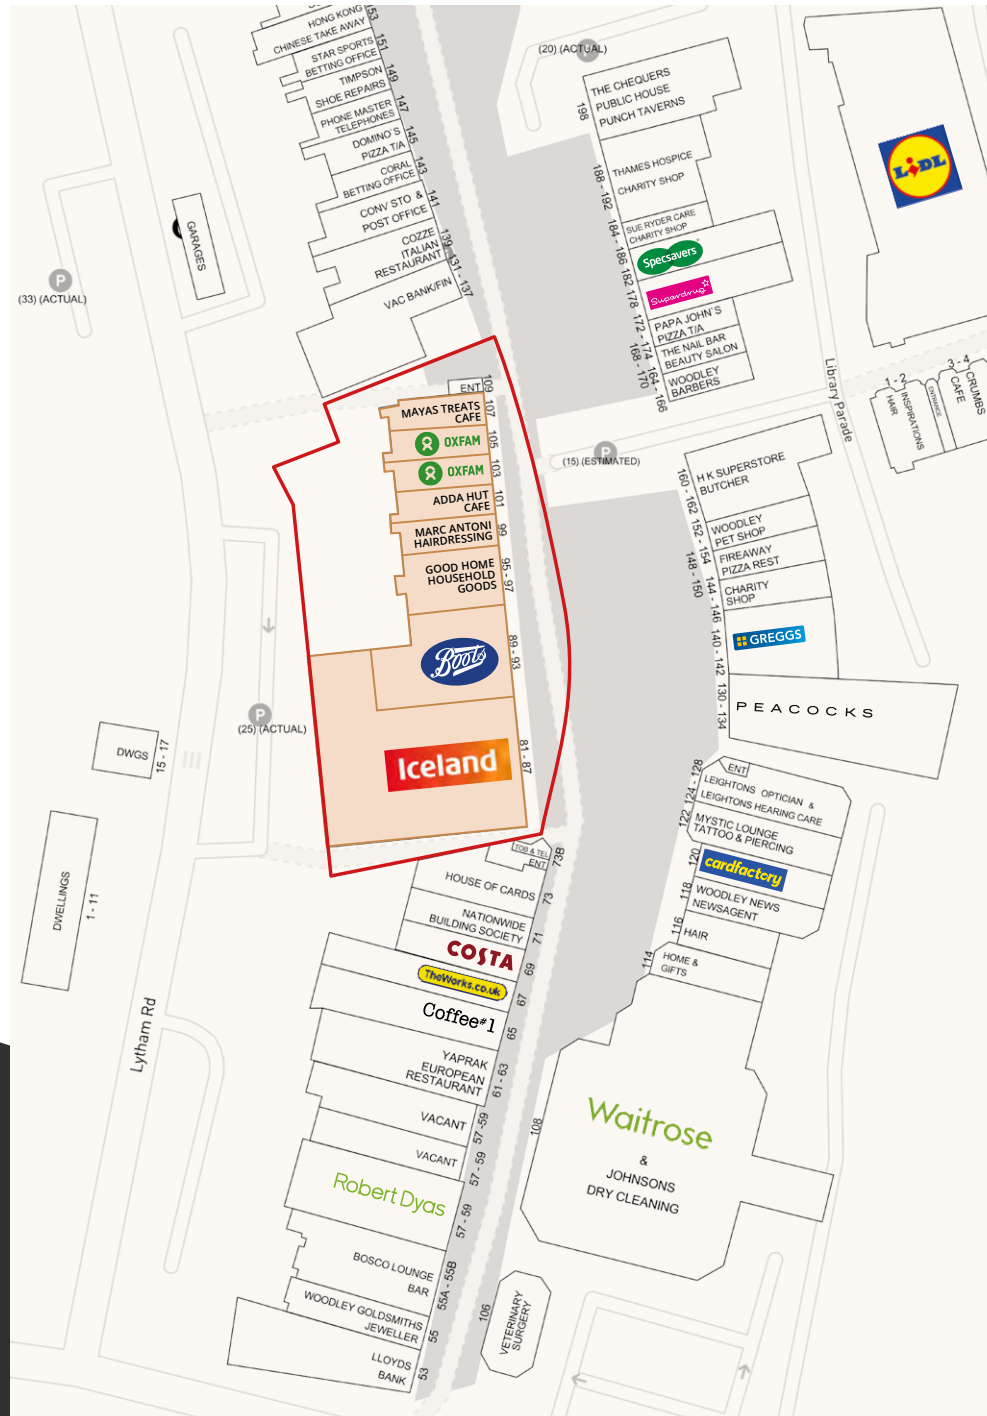 HONG KONG
CHINESE TAKE AWAY
153
STAR SPORTS
BETTING OFFICE
151
TIMPSON
SHOE REPAIRS
149
PHONE MASTER
TELEPHONES
147
DOMINO'S
PIZZA T/A
145
CORAL
BETTING OFFICE
143
CONV STO &
POST OFFICE
141
COZZE
ITALIAN
RESTAURANT
139
VAC BANK/FIN
131 - 137
GARAGES
P
(33) (ACTUAL)
P
(20) (ACTUAL)
THE CHEQUERS
PUBLIC HOUSE
PUNCH TAVERNS
198
THAMES HOSPICE
CHARITY SHOP
188 - 192
SUE RYDER CARE
CHARITY SHOP
184 - 186
Specsavers
182
Superdrug
178
PAPA JOHN'S
PIZZA T/A
172 - 174
THE NAIL BAR
BEAUTY SALON
168 - 170
WOODLEY
BARBERS
164 - 166
LIDL
Library Parade
1 - 2
HAIR
INSPIRATIONS
ENTRANCE
3 - 4
CAFE
CRUMBS
P
(15) (ESTIMATED)
ENT
109
MAYAS TREATS
CAFE
107
OXFAM
105
OXFAM
103
ADDA HUT
CAFE
101
MARC ANTONI
HAIRDRESSING
99
GOOD HOME
HOUSEHOLD
GOODS
95 - 97
Boots
89 - 93
Iceland
81 - 87
H K SUPERSTORE
BUTCHER
160 - 162
WOODLEY
PET SHOP
152 - 154
FIREAWAY
PIZZA REST
148 - 150
CHARITY
SHOP
144 - 146
GREGGS
140 - 142
PEACOCKS
130 - 134
P
(25) (ACTUAL)
DWGS
15 - 17
DWELLINGS
1 - 11
Lytham Rd
ENT
LEIGHTONS OPTICIAN &
LEIGHTONS HEARING CARE
124 - 128
MYSTIC LOUNGE
TATTOO & PIERCING
122
cardfactory
120
WOODLEY NEWS
NEWSAGENT
118
HAIR
116
HOME &
GIFTS
114
TOB & TEL
ENT
73B
HOUSE OF CARDS
73
NATIONWIDE
BUILDING SOCIETY
71
COSTA
69
TheWorks.co.uk
67
Coffee#1
65
YAPRAK
EUROPEAN
RESTAURANT
61 - 63
VACANT
57 -59
VACANT
57 - 59
Robert Dyas
57 - 59
BOSCO LOUNGE
BAR
55A - 55B
WOODLEY GOLDSMITHS
JEWELLER
55
LLOYDS
BANK
53
Waitrose
&
JOHNSONS
DRY CLEANING
108
VETERINARY
SURGERY
106